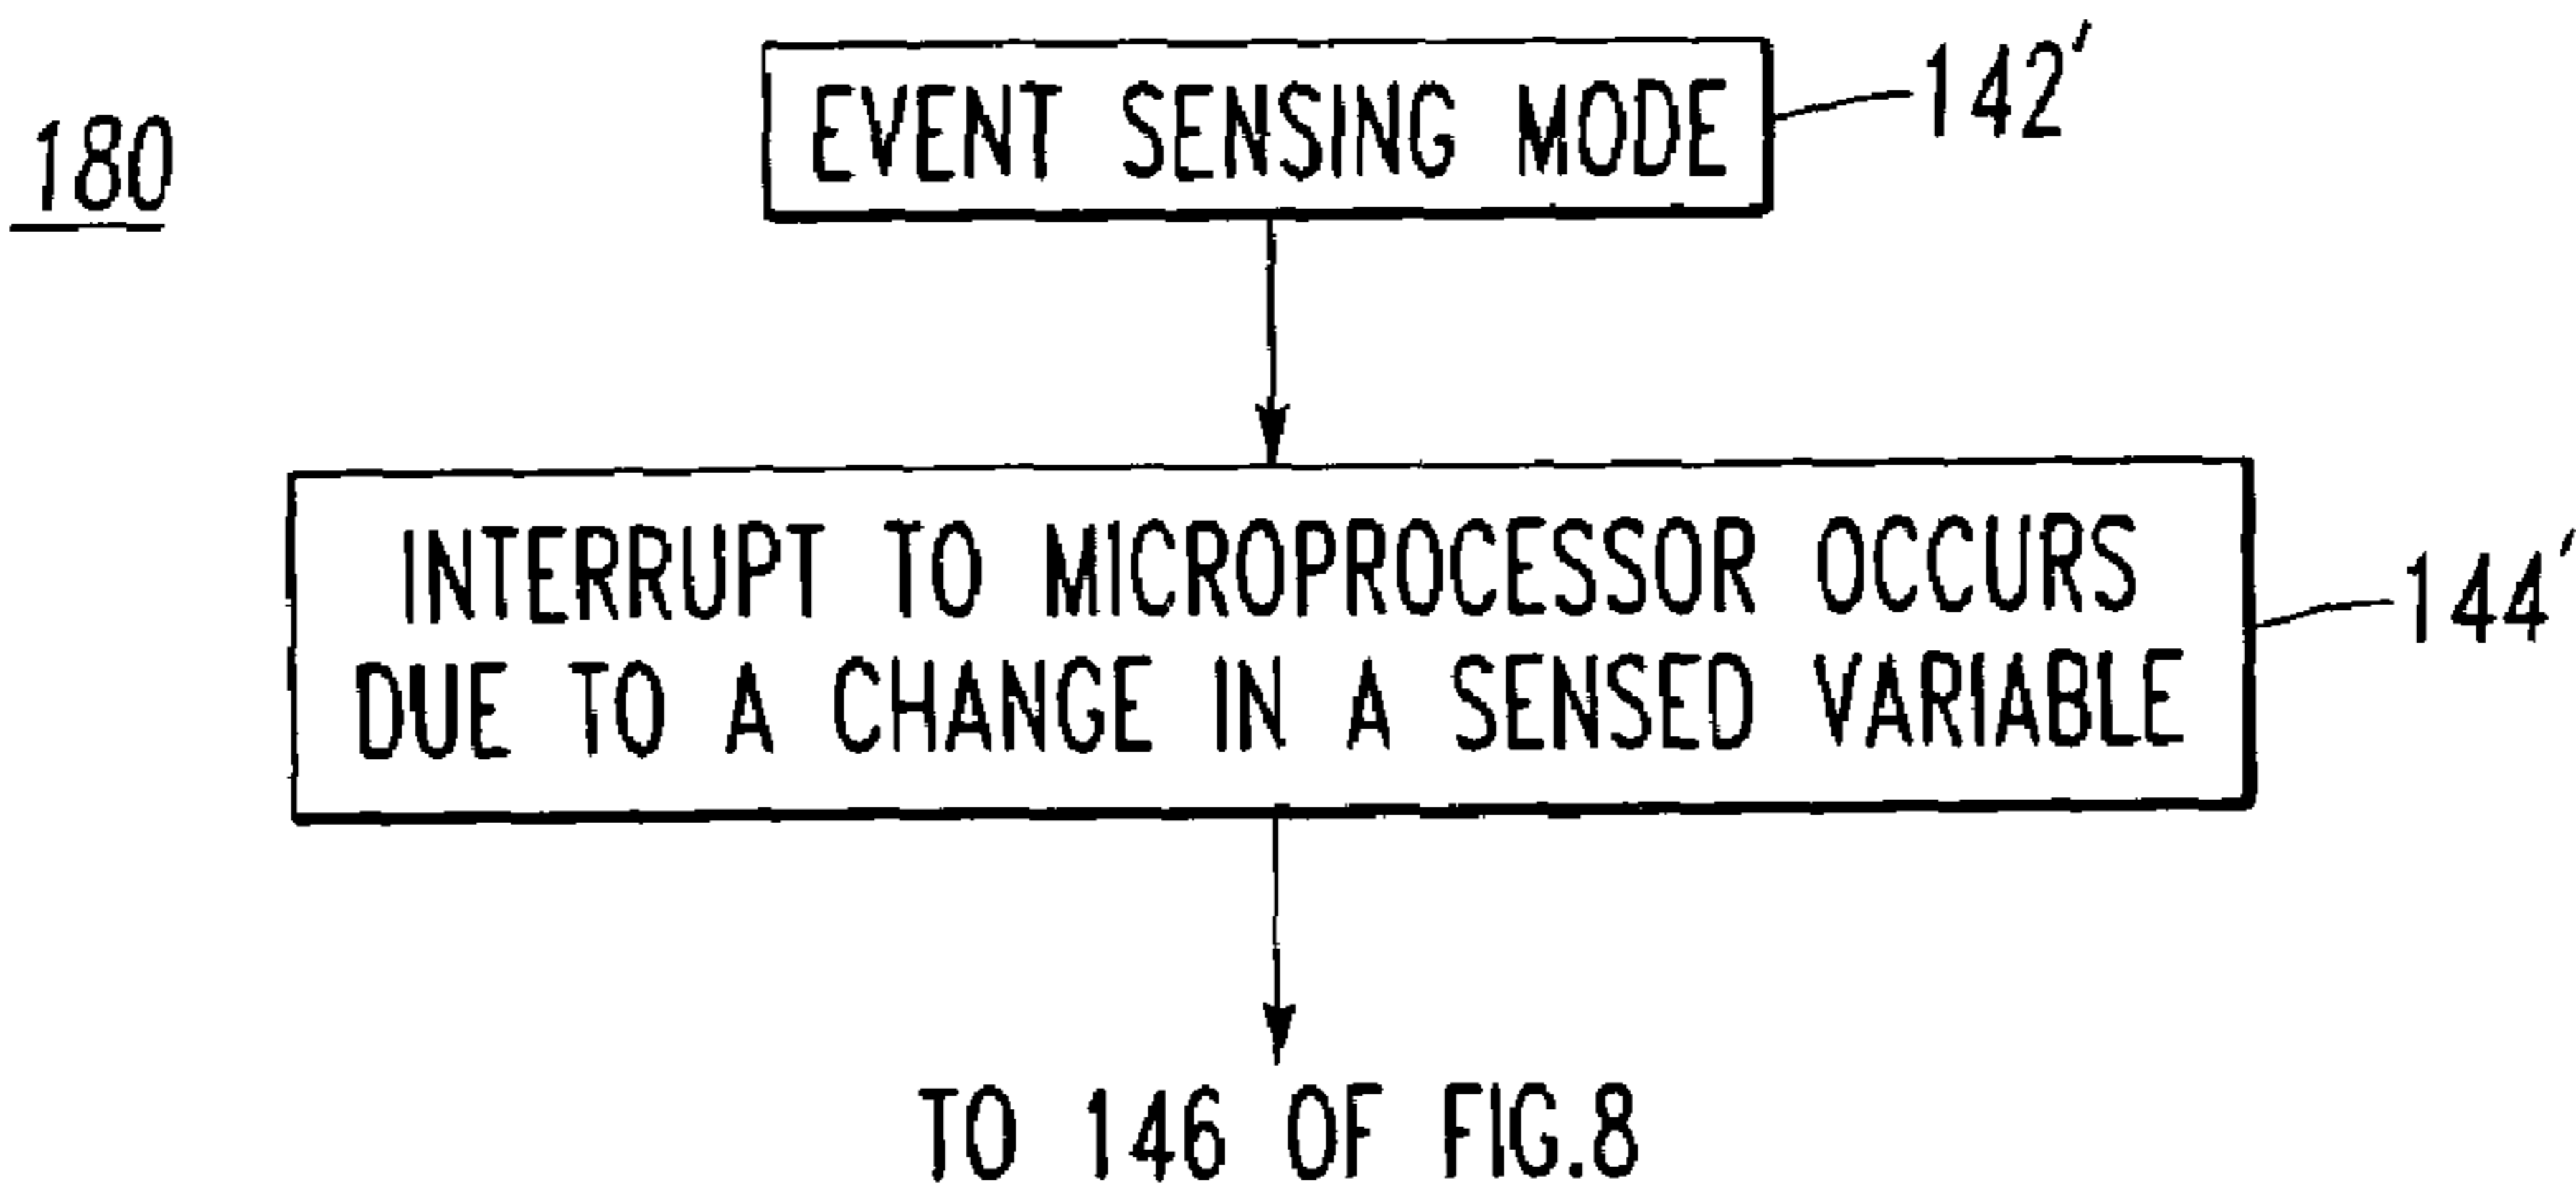 180
EVENT SENSING MODE
142'
INTERRUPT TO MICROPROCESSOR OCCURS
DUE TO A CHANGE IN A SENSED VARIABLE
144'
TO 146 OF FIG.8